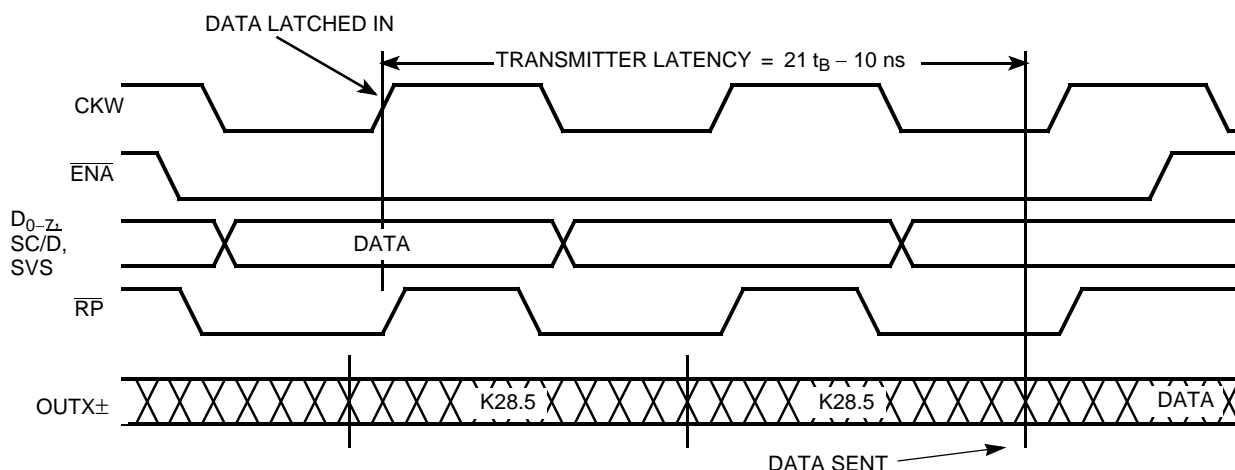 DATA LATCHED IN
TRANSMITTER LATENCY = 21 tB − 10 ns
CKW
ENA
D0–7,
SC/D,
DATA
SVS
RP
OUTX±
K28.5
K28.5
DATA
DATA SENT